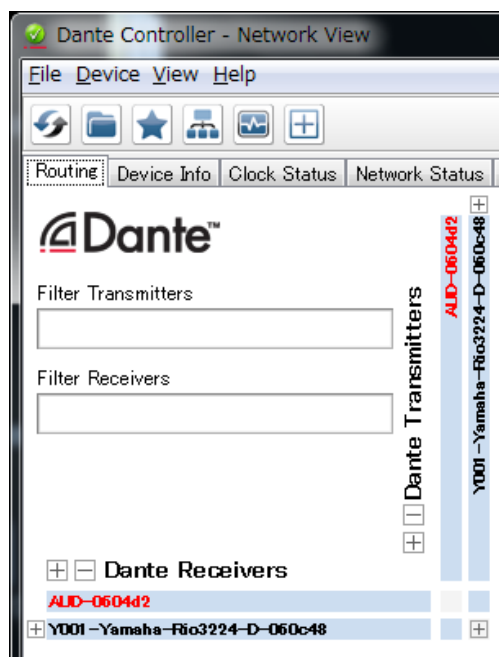 Dante Controller - Network View
File Device View Help
Routing Device Info Clock Status Network Status
Dante™
Filter Transmitters
Filter Receivers
Dante Transmitters
AUD-0604d2
Y001-Yamaha-Rio3224-D-060c48
Dante Receivers
AUD-0604d2
Y001-Yamaha-Rio3224-D-060c48